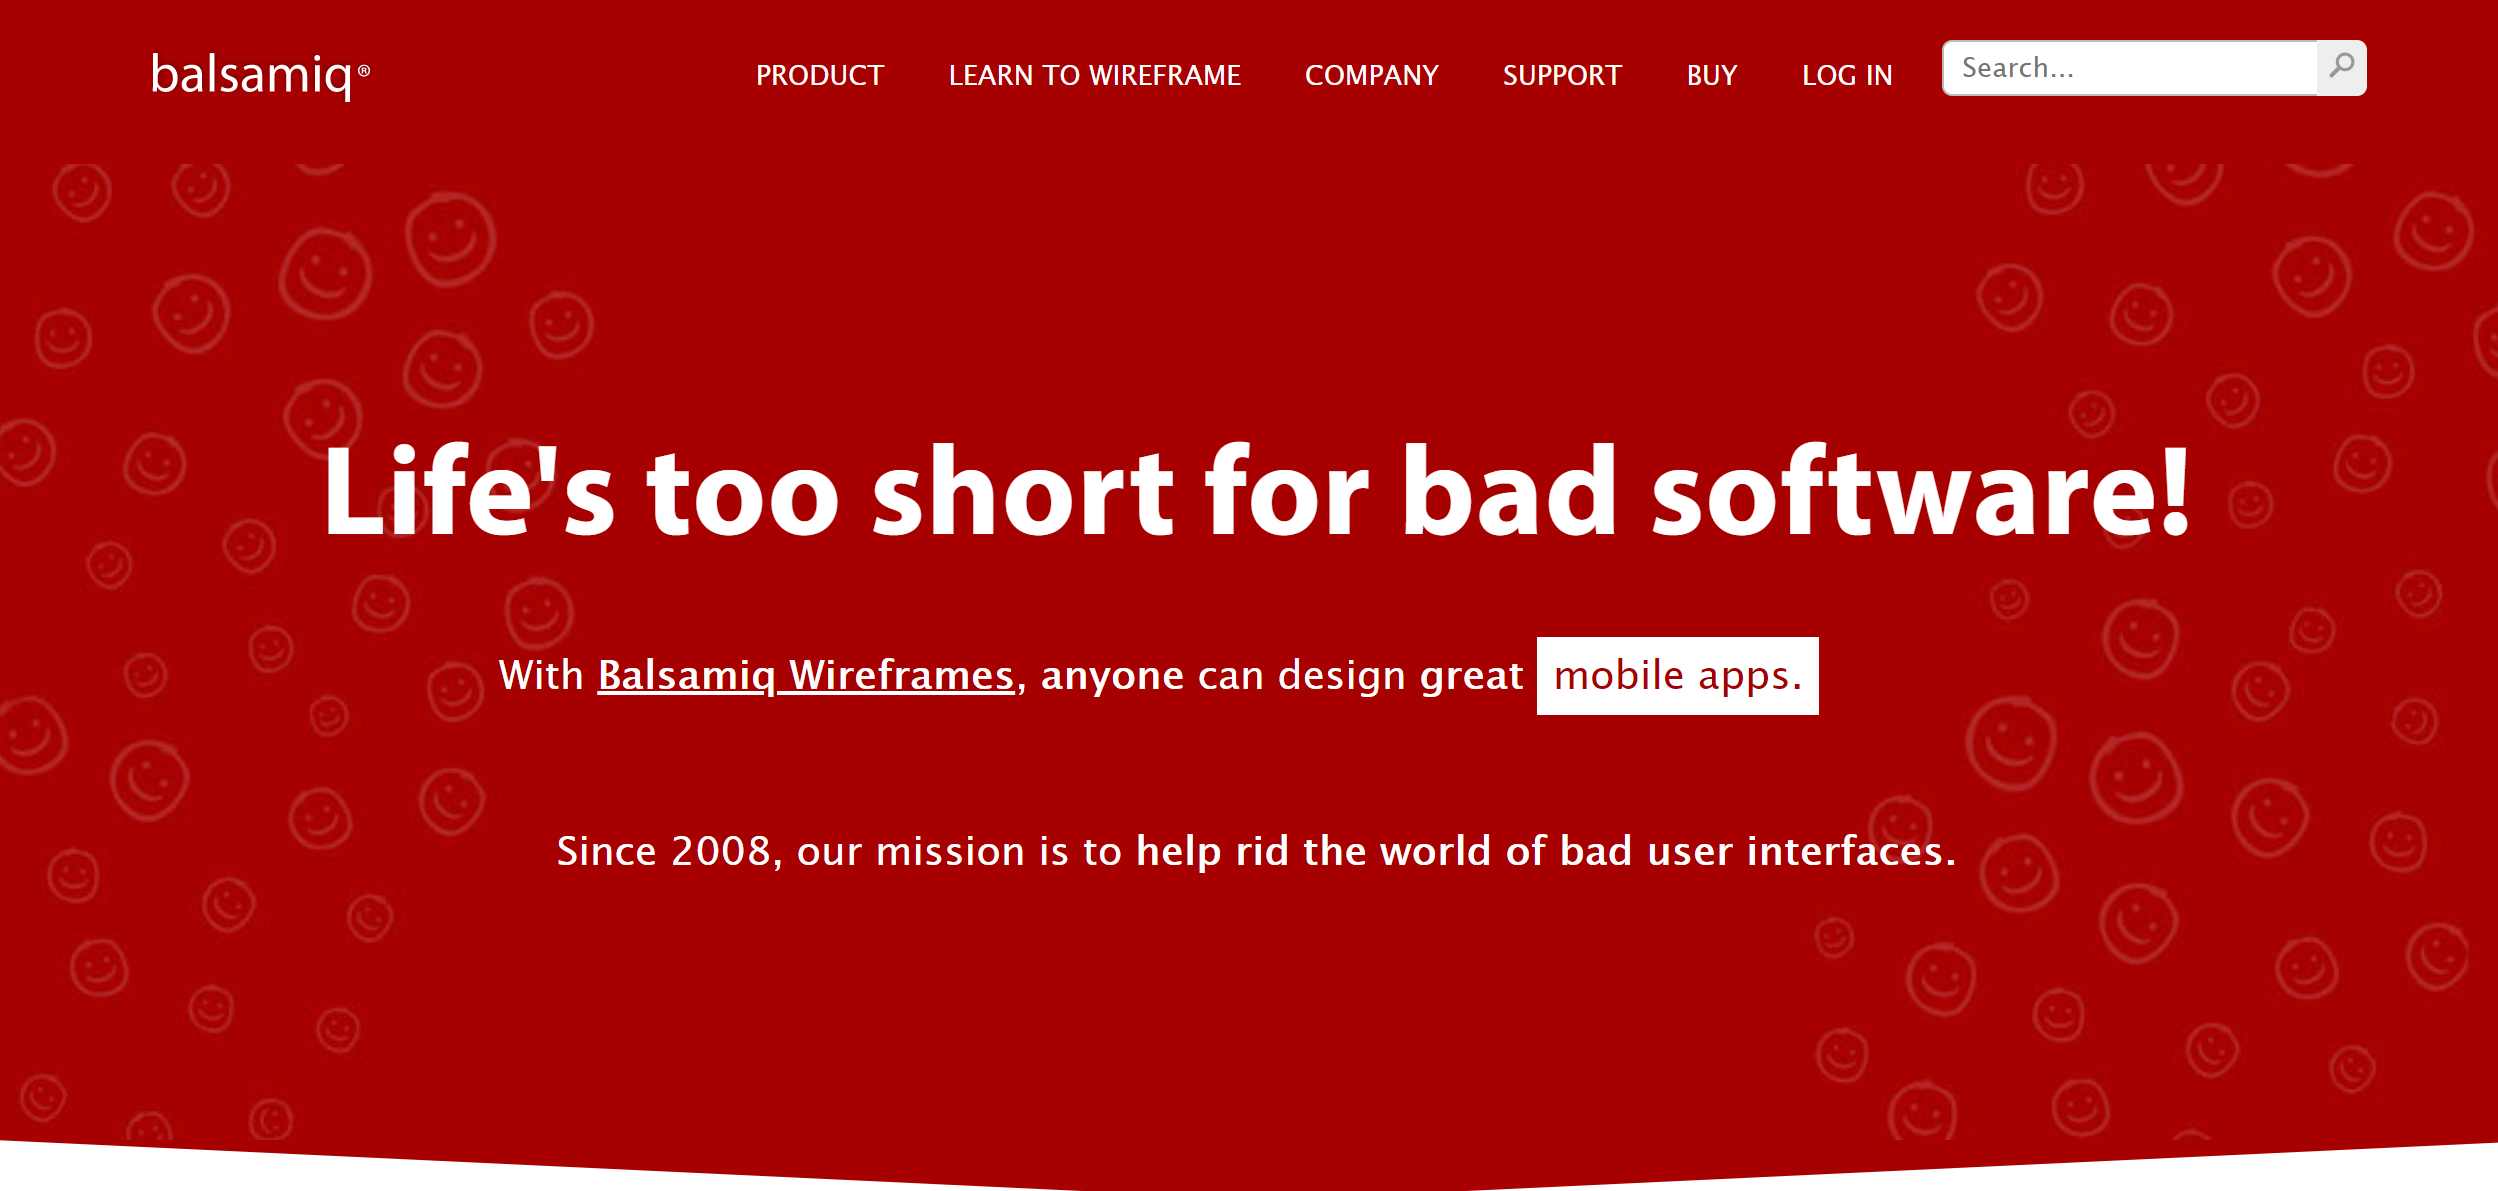 balsamiq®
PRODUCT LEARN TO WIREFRAME COMPANY SUPPORT BUY LOG IN Search...
Life's too short for bad software!
With Balsamiq Wireframes, anyone can design great mobile apps.
Since 2008, our mission is to help rid the world of bad user interfaces.